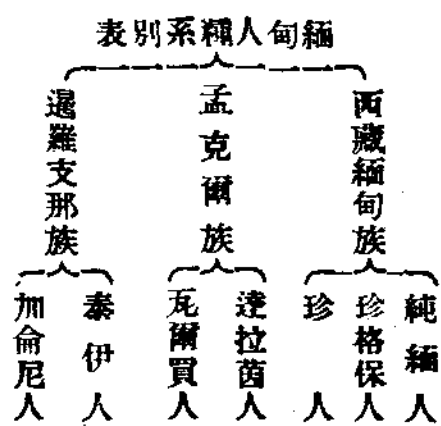 緬甸人種系別表
西藏緬甸族
孟克爾族
暹羅支那族
純緬人
珍格保人
珍人
達拉茵人
瓦爾買人
泰伊人
加侖尼人